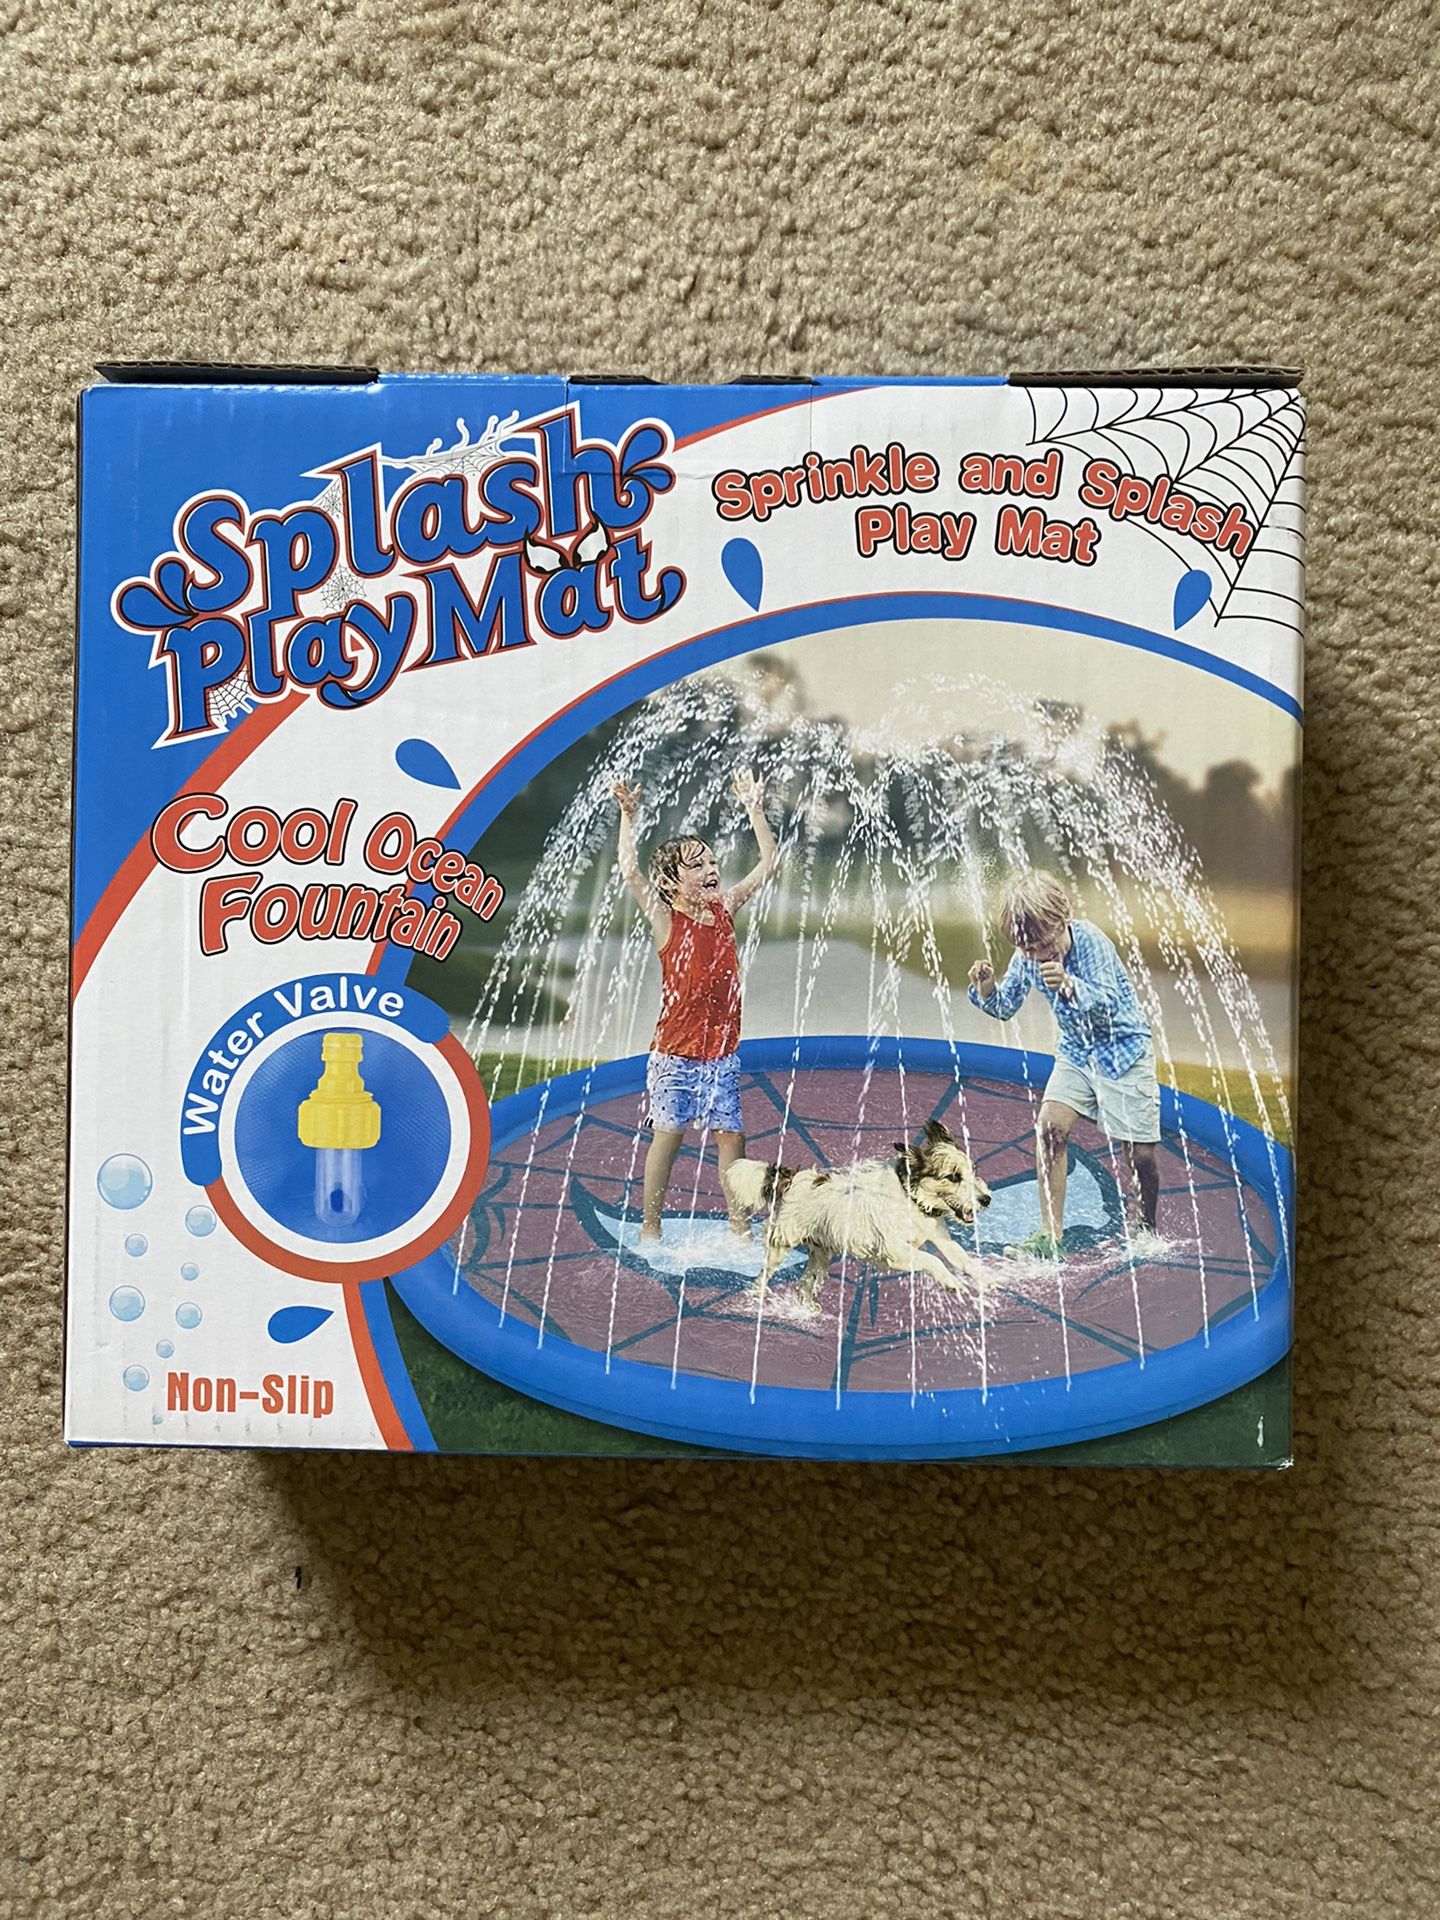 Splash
Play Mat
Sprinkle and Splash
Play Mat
Cool Ocean
Fountain
Water Valve
Non-Slip